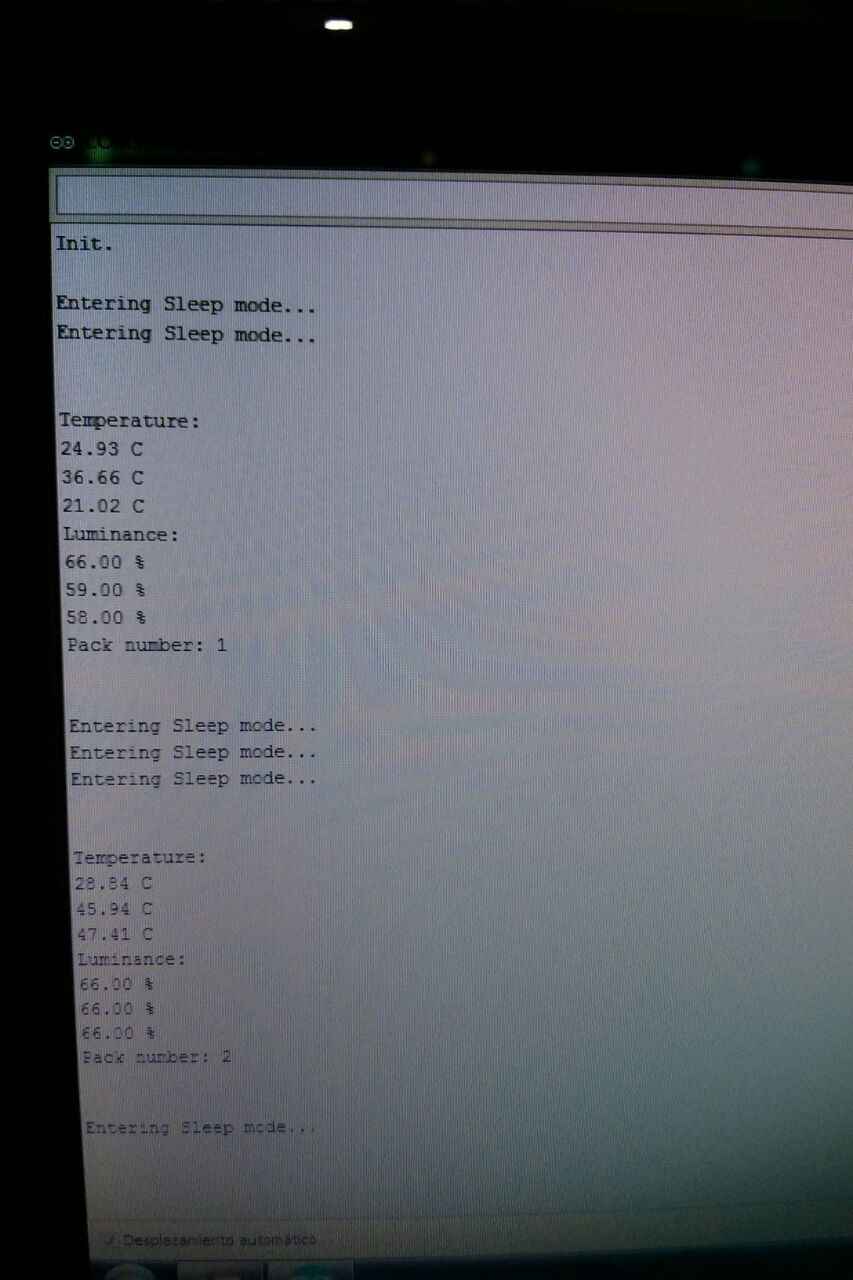 Init.
Entering Sleep mode...
Entering Sleep mode...
Temperature:
24.93 C
36.66 C
21.02 C
Luminance:
66.00 %
59.00 %
58.00 %
Pack number: 1
Entering Sleep mode...
Entering Sleep mode...
Entering Sleep mode...
Temperature:
28.84 C
45.94 C
47.41 C
Luminance:
66.00 %
66.00 %
66.00 %
Pack number: 2
Entering Sleep mode...
Desplazamiento automático